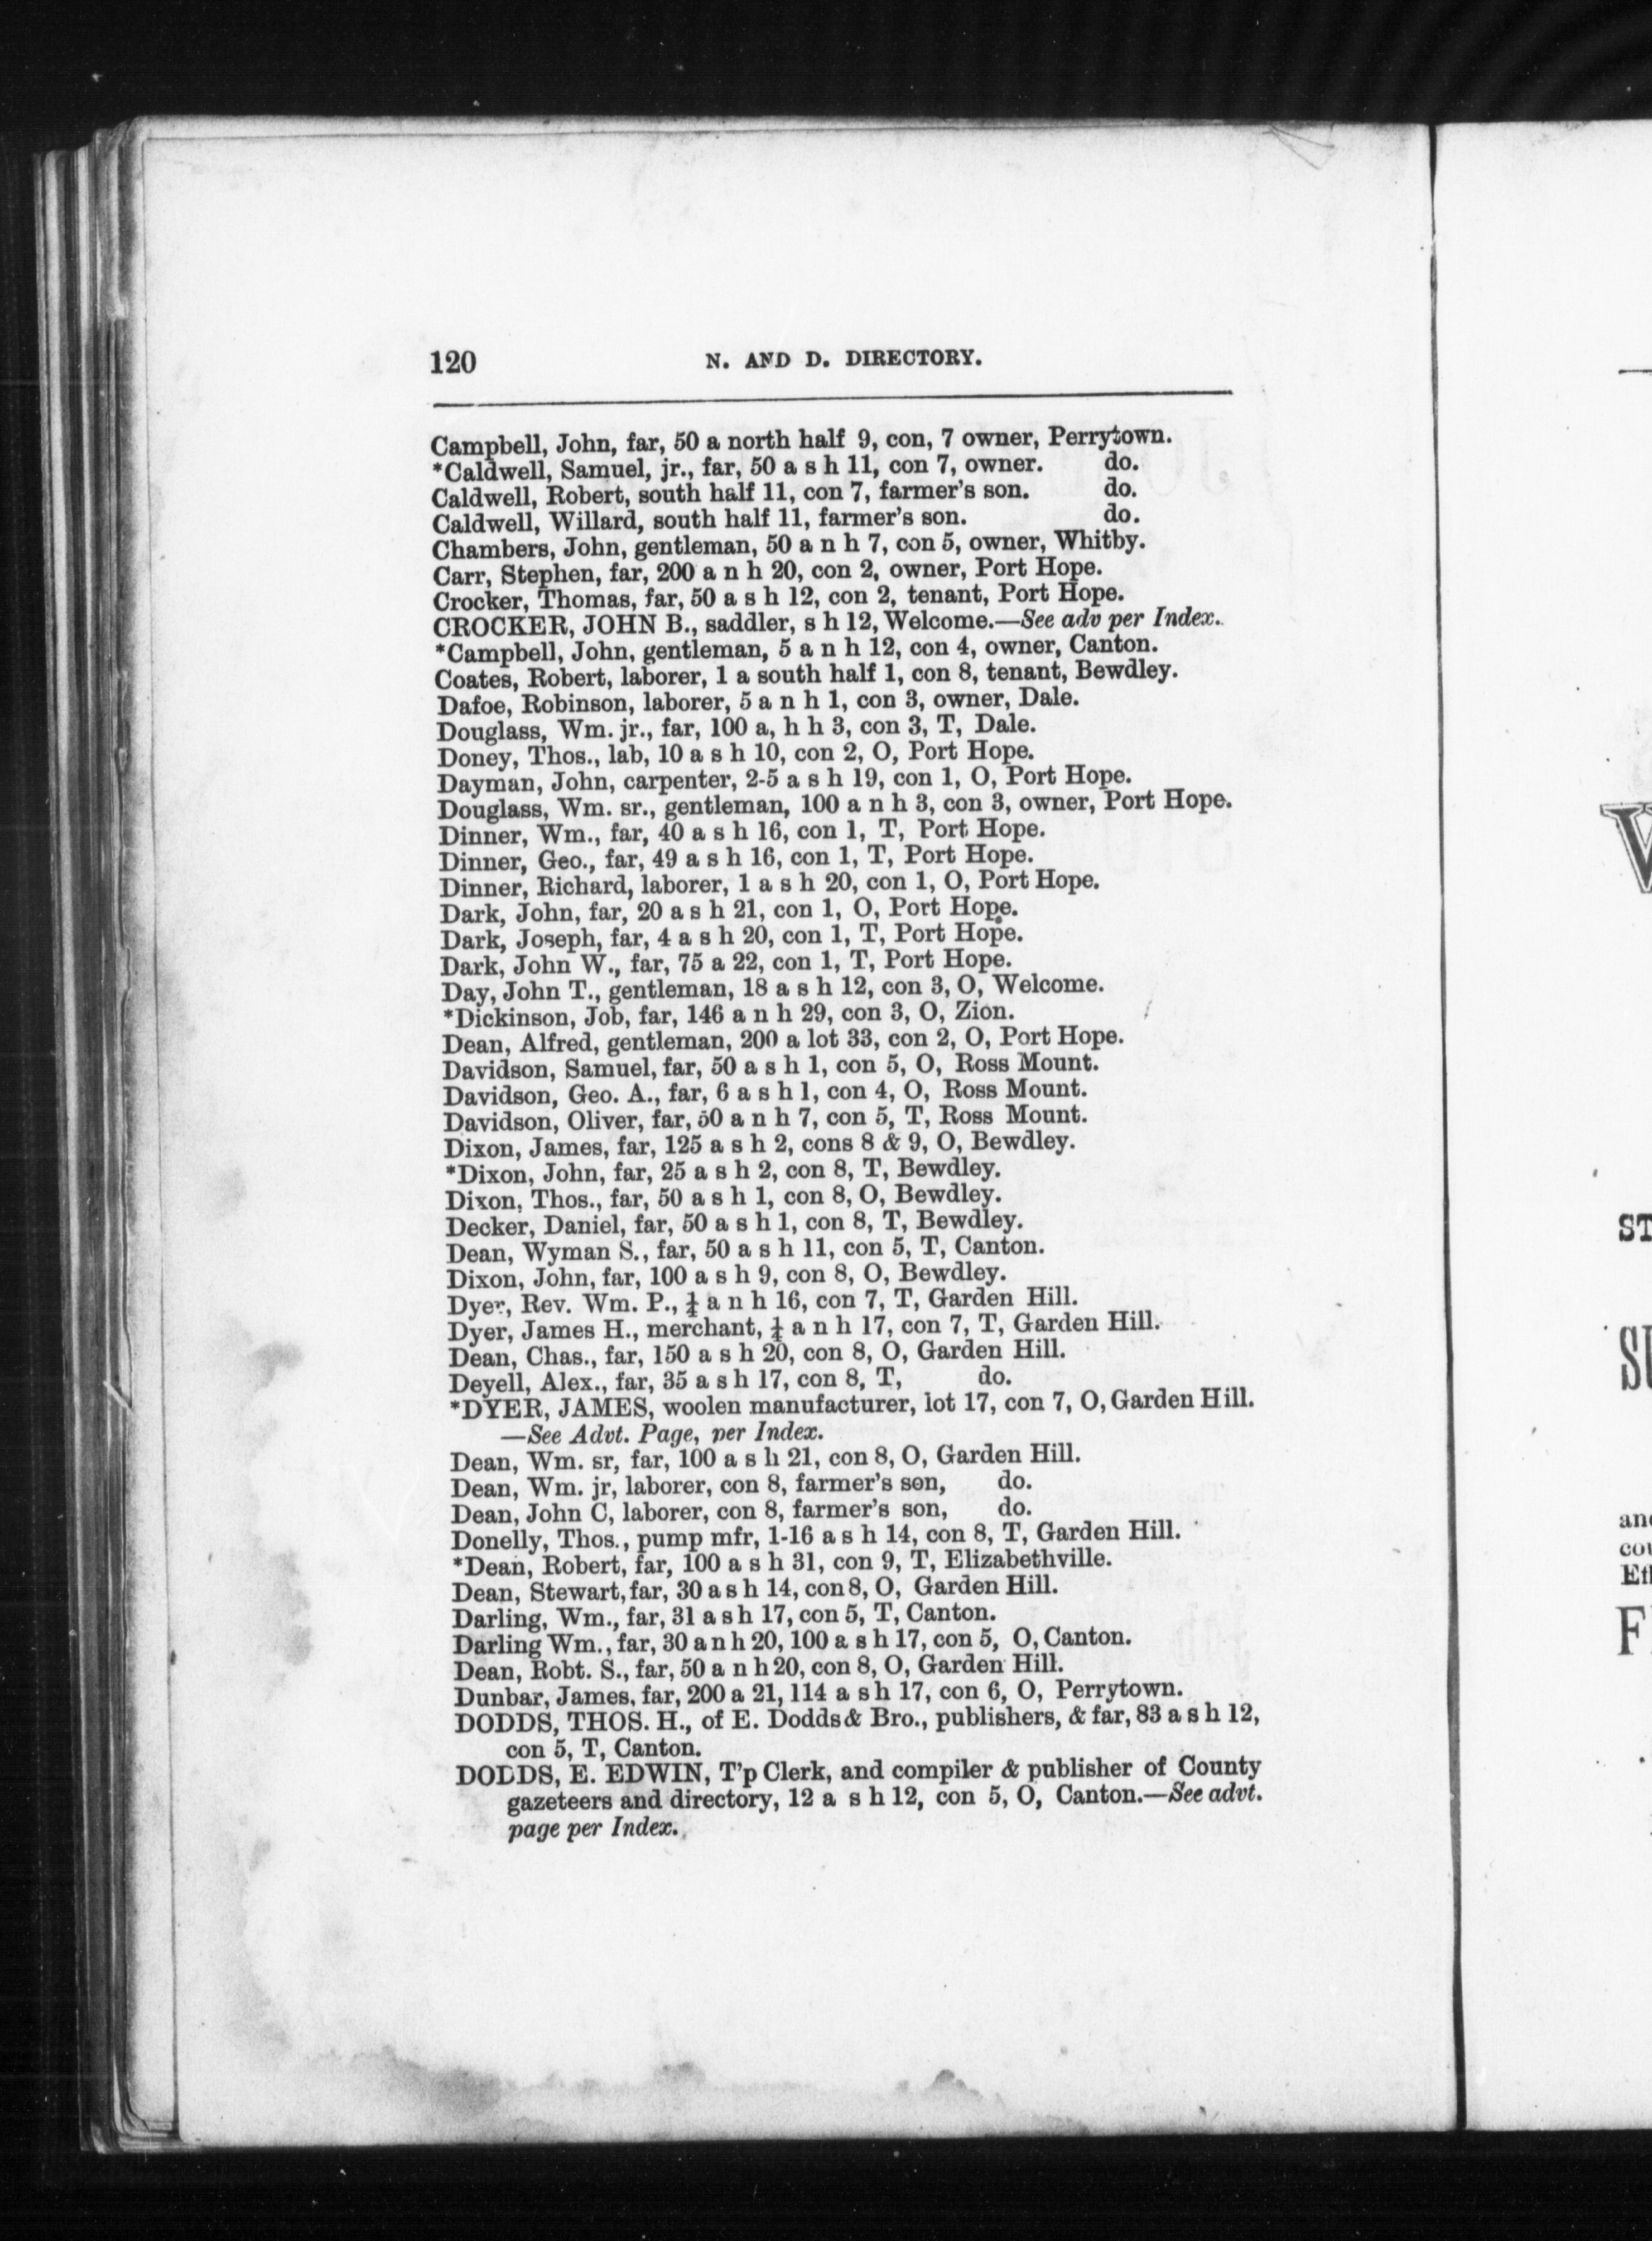 120
N. AND D. DIRECTORY.
Campbell, John, far, 50 a north half 9, con, 7 owner, Perrytown.
*Caldwell, Samuel, jr., far, 50 a s h 11, con 7, owner. do.
Caldwell, Robert, south half 11, con 7, farmer's son. do.
Caldwell, Willard, south half 11, farmer's son. do.
Chambers, John, gentleman, 50 a n h 7, con 5, owner, Whitby.
Carr, Stephen, far, 200 a n h 20, con 2, owner, Port Hope.
Crocker, Thomas, far, 50 a s h 12, con 2, tenant, Port Hope.
CROCKER, JOHN B., saddler, s h 12, Welcome.—See adv per Index.
*Campbell, John, gentleman, 5 a n h 12, con 4, owner, Canton.
Coates, Robert, laborer, 1 a south half 1, con 8, tenant, Bewdley.
Dafoe, Robinson, laborer, 5 a n h 1, con 3, owner, Dale.
Douglass, Wm. jr., far, 100 a, h h 3, con 3, T, Dale.
Doney, Thos., lab, 10 a s h 10, con 2, O, Port Hope.
Dayman, John, carpenter, 2-5 a s h 19, con 1, O, Port Hope.
Douglass, Wm. sr., gentleman, 100 a n h 3, con 3, owner, Port Hope.
Dinner, Wm., far, 40 a s h 16, con 1, T, Port Hope.
Dinner, Geo., far, 49 a s h 16, con 1, T, Port Hope.
Dinner, Richard, laborer, 1 a s h 20, con 1, O, Port Hope.
Dark, John, far, 20 a s h 21, con 1, O, Port Hope.
Dark, Joseph, far, 4 a s h 20, con 1, T, Port Hope.
Dark, John W., far, 75 a 22, con 1, T, Port Hope.
Day, John T., gentleman, 18 a s h 12, con 3, O, Welcome.
*Dickinson, Job, far, 146 a n h 29, con 3, O, Zion.
Dean, Alfred, gentleman, 200 a lot 33, con 2, O, Port Hope.
Davidson, Samuel, far, 50 a s h 1, con 5, O, Ross Mount.
Davidson, Geo. A., far, 6 a s h 1, con 4, O, Ross Mount.
Davidson, Oliver, far, 50 a n h 7, con 5, T, Ross Mount.
Dixon, James, far, 125 a s h 2, cons 8 & 9, O, Bewdley.
*Dixon, John, far, 25 a s h 2, con 8, T, Bewdley.
Dixon, Thos., far, 50 a s h 1, con 8, O, Bewdley.
Decker, Daniel, far, 50 a s h 1, con 8, T, Bewdley.
Dean, Wyman S., far, 50 a s h 11, con 5, T, Canton.
Dixon, John, far, 100 a s h 9, con 8, O, Bewdley.
Dyer, Rev. Wm. P., ¼ a n h 16, con 7, T, Garden Hill.
Dyer, James H., merchant, ¼ a n h 17, con 7, T, Garden Hill.
Dean, Chas., far, 150 a s h 20, con 8, O, Garden Hill.
Deyell, Alex., far, 35 a s h 17, con 8, T, do.
*DYER, JAMES, woolen manufacturer, lot 17, con 7, O, Garden Hill.
—See Advt. Page, per Index.
Dean, Wm. sr, far, 100 a s h 21, con 8, O, Garden Hill.
Dean, Wm. jr, laborer, con 8, farmer's son, do.
Dean, John C, laborer, con 8, farmer's son, do.
Donelly, Thos., pump mfr, 1-16 a s h 14, con 8, T, Garden Hill.
*Dean, Robert, far, 100 a s h 31, con 9, T, Elizabethville.
Dean, Stewart, far, 30 a s h 14, con 8, O, Garden Hill.
Darling, Wm., far, 31 a s h 17, con 5, T, Canton.
Darling Wm., far, 30 a n h 20, 100 a s h 17, con 5, O, Canton.
Dean, Robt. S., far, 50 a n h 20, con 8, O, Garden Hill.
Dunbar, James, far, 200 a 21, 114 a s h 17, con 6, O, Perrytown.
DODDS, THOS. H., of E. Dodds & Bro., publishers, & far, 83 a s h 12,
con 5, T, Canton.
DODDS, E. EDWIN, T'p Clerk, and compiler & publisher of County
gazeteers and directory, 12 a s h 12, con 5, O, Canton.—See advt.
page per Index.